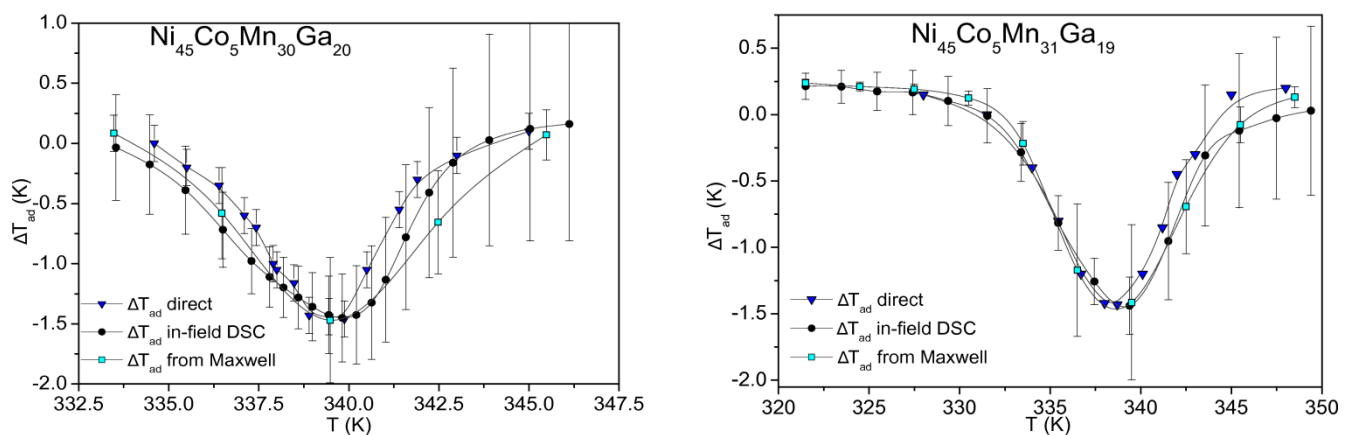 Ni45Co5Mn30Ga20
1.0
0.5
0.0
-0.5
-1.0
-1.5
-2.0
ΔTad (K)
ΔTad direct
ΔTad in-field DSC
ΔTad from Maxwell
332.5 335.0 337.5 340.0 342.5 345.0 347.5
T (K)
Ni45Co5Mn31Ga19
0.5
0.0
-0.5
-1.0
-1.5
-2.0
ΔTad (K)
ΔTad direct
ΔTad in-field DSC
ΔTad from Maxwell
320 325 330 335 340 345 350
T (K)